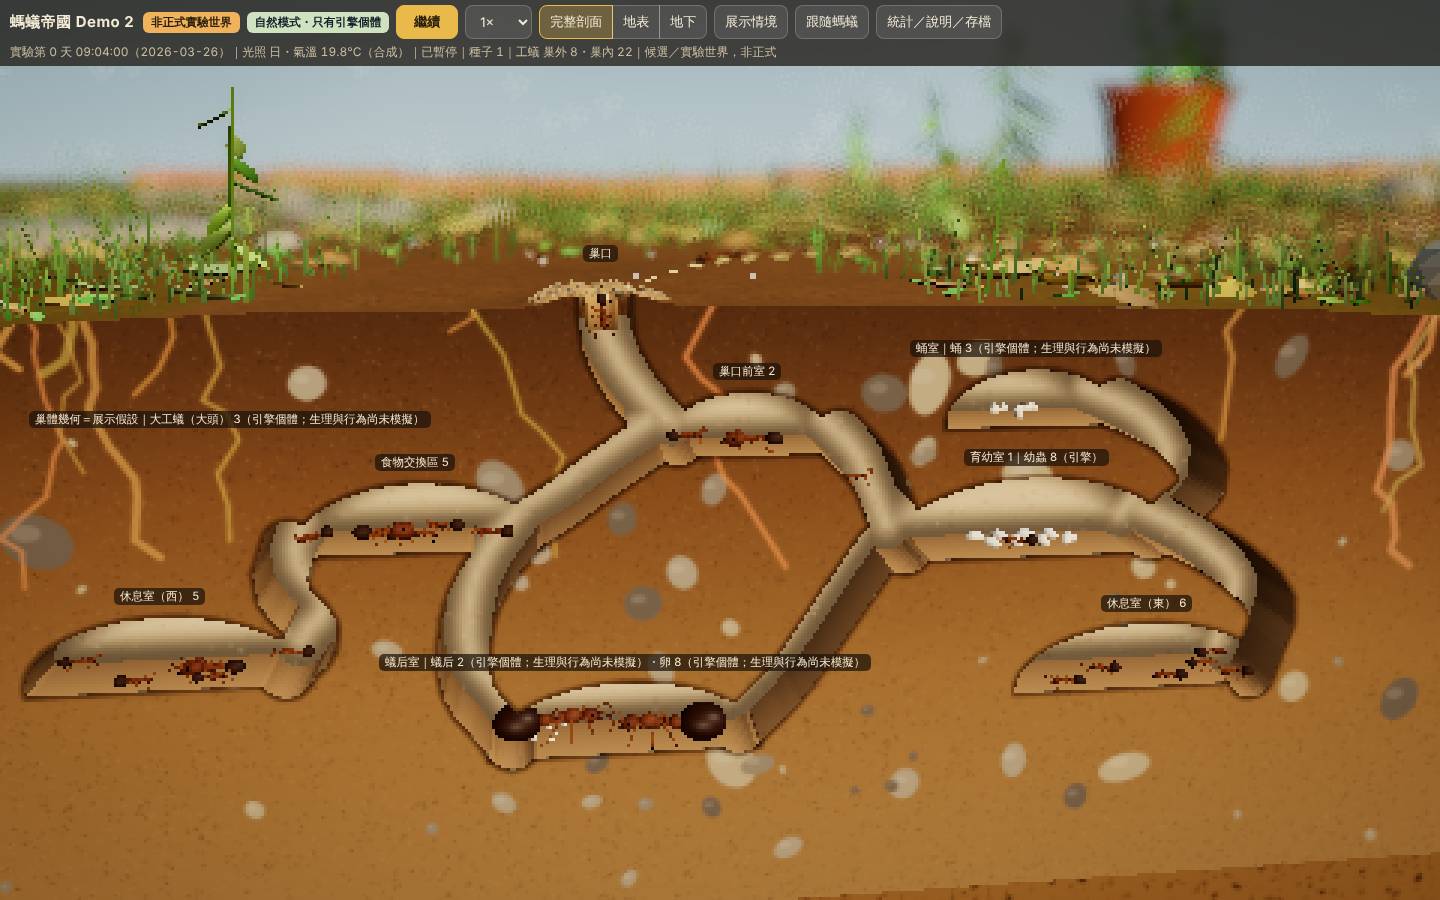 螞蟻帝國 Demo 2 非正式實驗世界 自然模式・只有引擎個體 繼續 1× 完整剖面 地表 地下 展示情境 跟隨螞蟻 統計／說明／存檔
實驗第 0 天 09:04:00（2026-03-26）｜光照 日・氣溫 19.8°C（合成）｜已暫停｜種子 1｜工蟻 巢外 8・巢內 22｜候選／實驗世界，非正式
巢口
蛹室｜蛹 3（引擎個體；生理與行為尚未模擬）
巢口前室 2
巢體幾何＝展示假設｜大工蟻（大頭） 3（引擎個體；生理與行為尚未模擬）
食物交換區 5
育幼室 1｜幼蟲 8（引擎）
休息室（西） 5
休息室（東） 6
蟻后室｜蟻后 2（引擎個體；生理與行為尚未模擬）・卵 8（引擎個體；生理與行為尚未模擬）